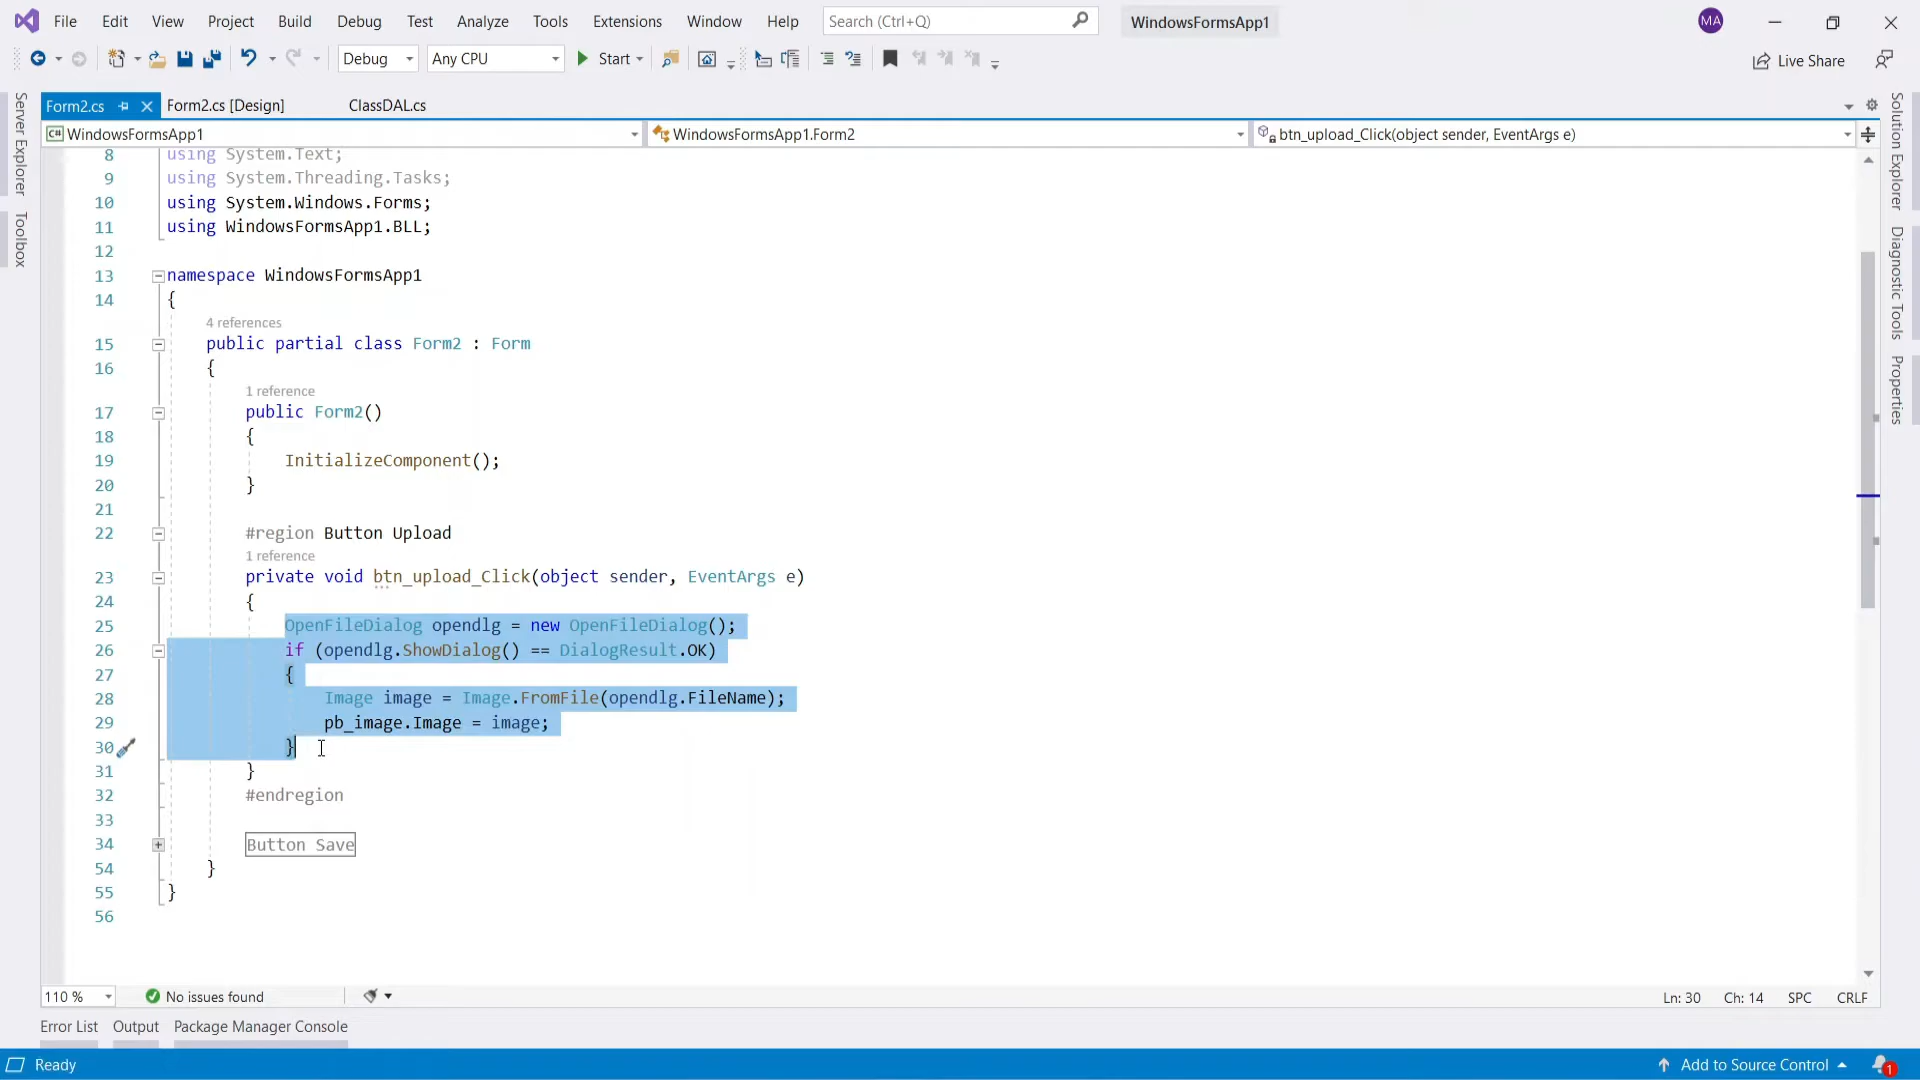 File Edit View Project Build Debug Test Analyze Tools Extensions Window Help Search (Ctrl+Q) WindowsFormsApp1 MA
Debug Any CPU Start Live Share
Form2.cs Form2.cs [Design] ClassDAL.cs
C# WindowsFormsApp1 WindowsFormsApp1.Form2 btn_upload_Click(object sender, EventArgs e)
Server Explorer
Toolbox
Solution Explorer
Diagnostic Tools
Properties
8 using System.Text;
9 using System.Threading.Tasks;
10 using System.Windows.Forms;
11 using WindowsFormsApp1.BLL;
12
13 namespace WindowsFormsApp1
14 {
4 references
15 public partial class Form2 : Form
16 {
1 reference
17 public Form2()
18 {
19 InitializeComponent();
20 }
21
22 #region Button Upload
1 reference
23 private void btn_upload_Click(object sender, EventArgs e)
24 {
25 OpenFileDialog opendlg = new OpenFileDialog();
26 if (opendlg.ShowDialog() == DialogResult.OK)
27 {
28 Image image = Image.FromFile(opendlg.FileName);
29 pb_image.Image = image;
30 }
31 }
32 #endregion
33
34 Button Save
54 }
55 }
56
110 % No issues found Ln: 30 Ch: 14 SPC CRLF
Error List Output Package Manager Console
Ready Add to Source Control 1